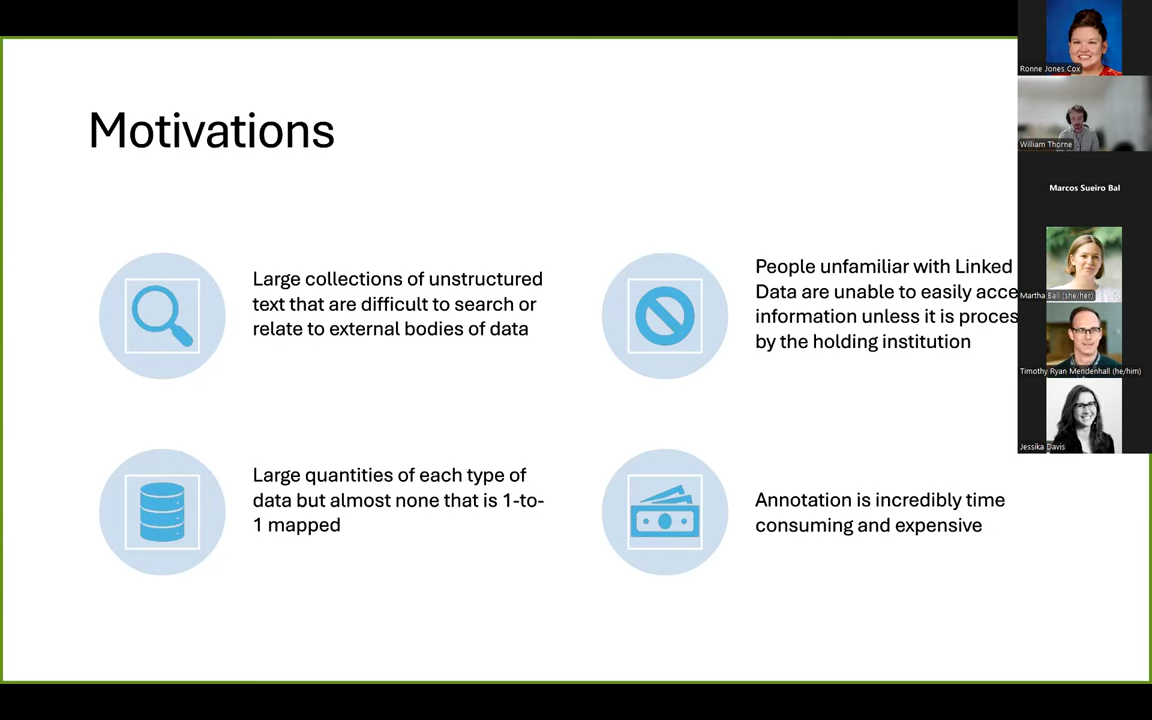 Motivations
Large collections of unstructured
text that are difficult to search or
relate to external bodies of data
People unfamiliar with Linked
Data are unable to easily
information unless it is
by the holding institution
Large quantities of each type of
data but almost none that is 1-to-
1 mapped
Annotation is incredibly time
consuming and expensive
Ronne Jones Cox
William Thorne
Marcos Sueiro Bal
Martha Ball (she/her)
Timothy Ryan Mendenhall (he/him)
Jessika Davis